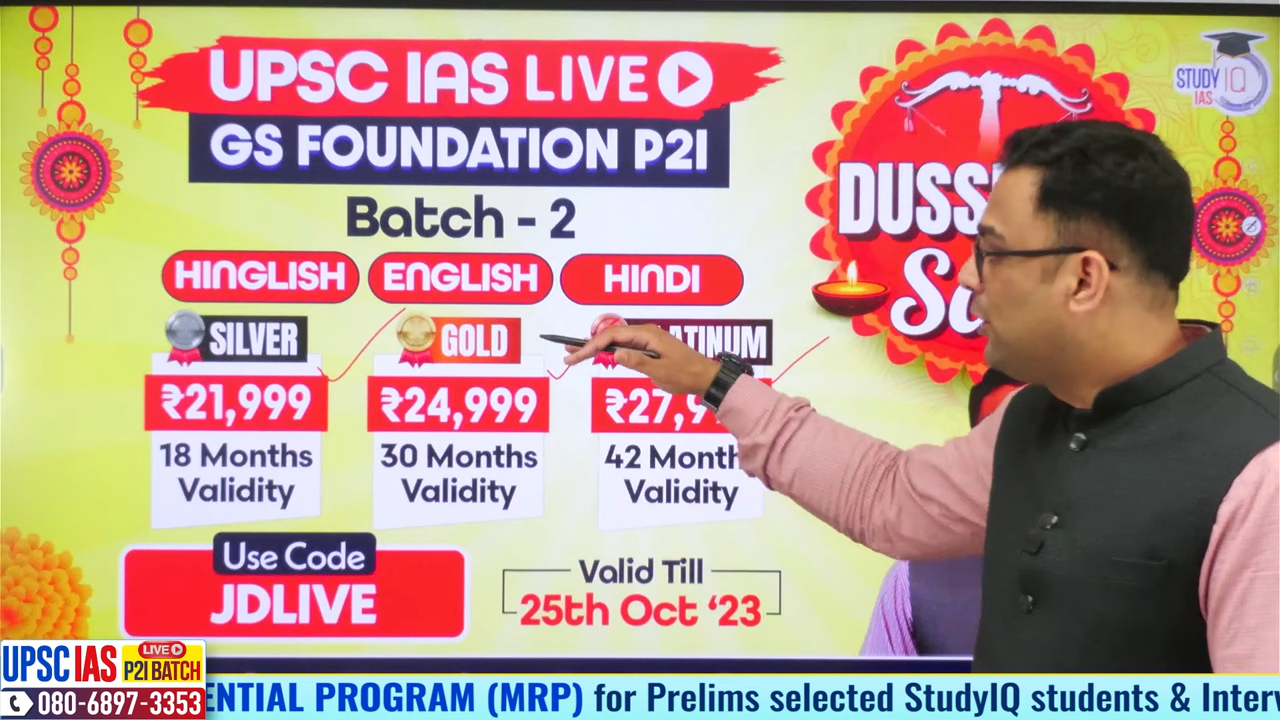 UPSC IAS LIVE
GS FOUNDATION P2I
Batch - 2
HINGLISH ENGLISH HINDI
SILVER GOLD
₹21,999 ₹24,999
18 Months 30 Months 42
Validity Validity Validity
Use Code
JDLIVE
Valid Till
25th Oct ‘23
STUDY IQ
IAS
UPSC IAS LIVE
P2I BATCH
080-6897-3353
PROGRAM (MRP) for Prelims selected StudyIQ students &